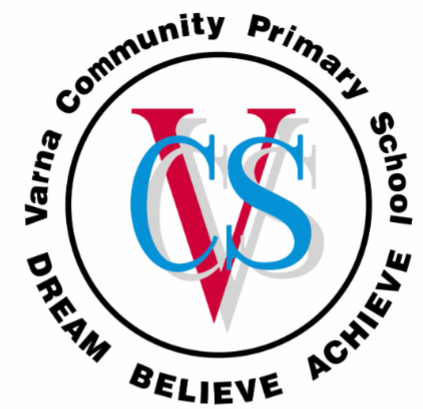 Varna Community Primary School
VCS
DREAM BELIEVE ACHIEVE